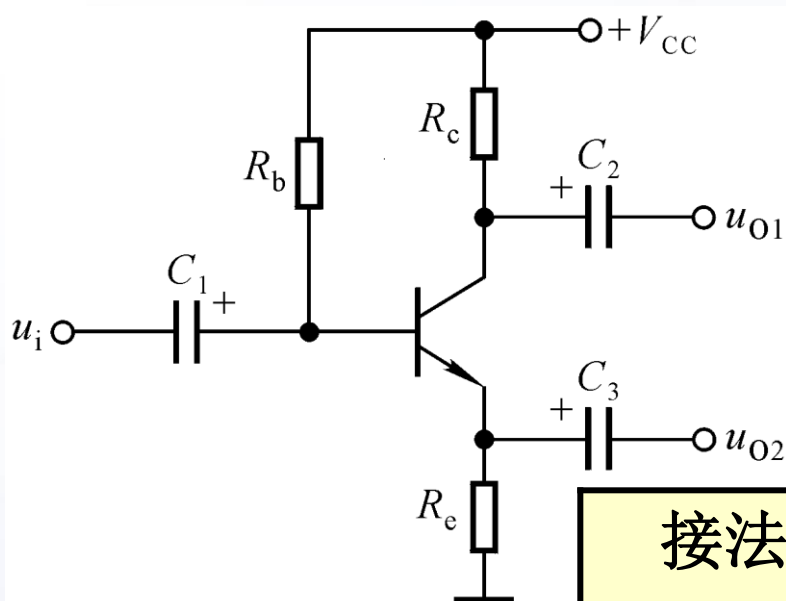 +V_CC
R_c
C_2
R_b
+
u_O1
C_1
+
u_i
C_3
+
u_O2
R_e
接法